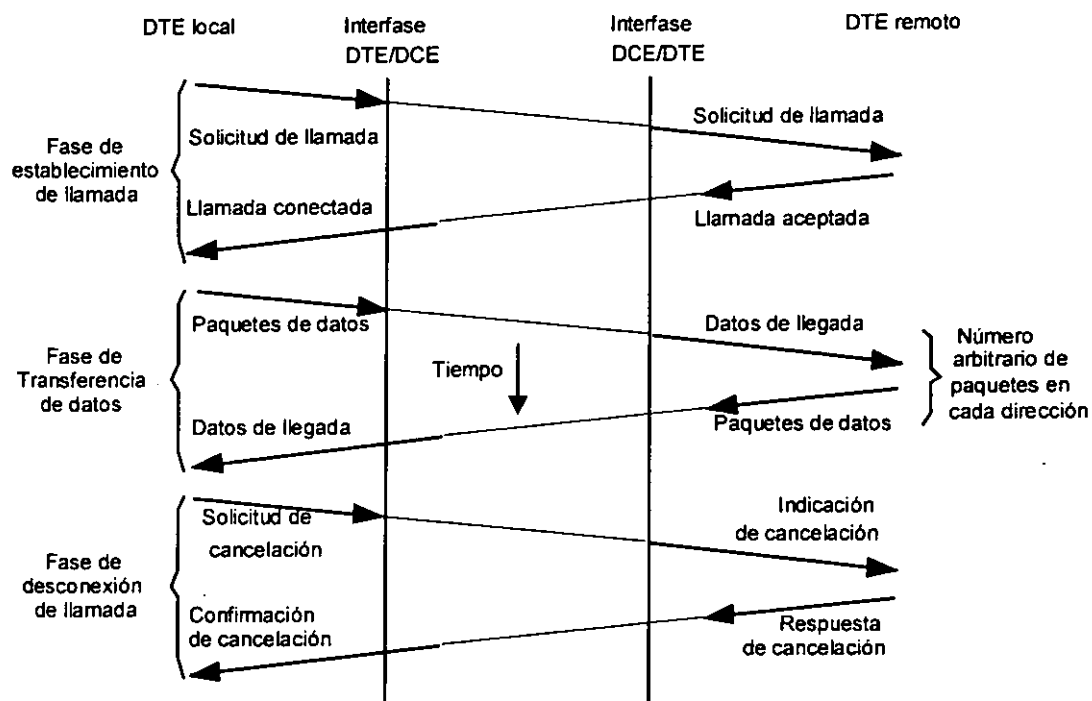 DTE local
Interfase
DTE/DCE
Interfase
DCE/DTE
DTE remoto
Fase de
establecimiento
de llamada
Solicitud de llamada
Solicitud de llamada
Llamada conectada
Llamada aceptada
Fase de
Transferencia
de datos
Paquetes de datos
Datos de llegada
Tiempo
Número
arbitrario de
paquetes en
cada dirección
Datos de llegada
Paquetes de datos
Fase de
desconexión
de llamada
Solicitud de
cancelación
Indicación
de cancelación
Confirmación
de cancelación
Respuesta
de cancelación